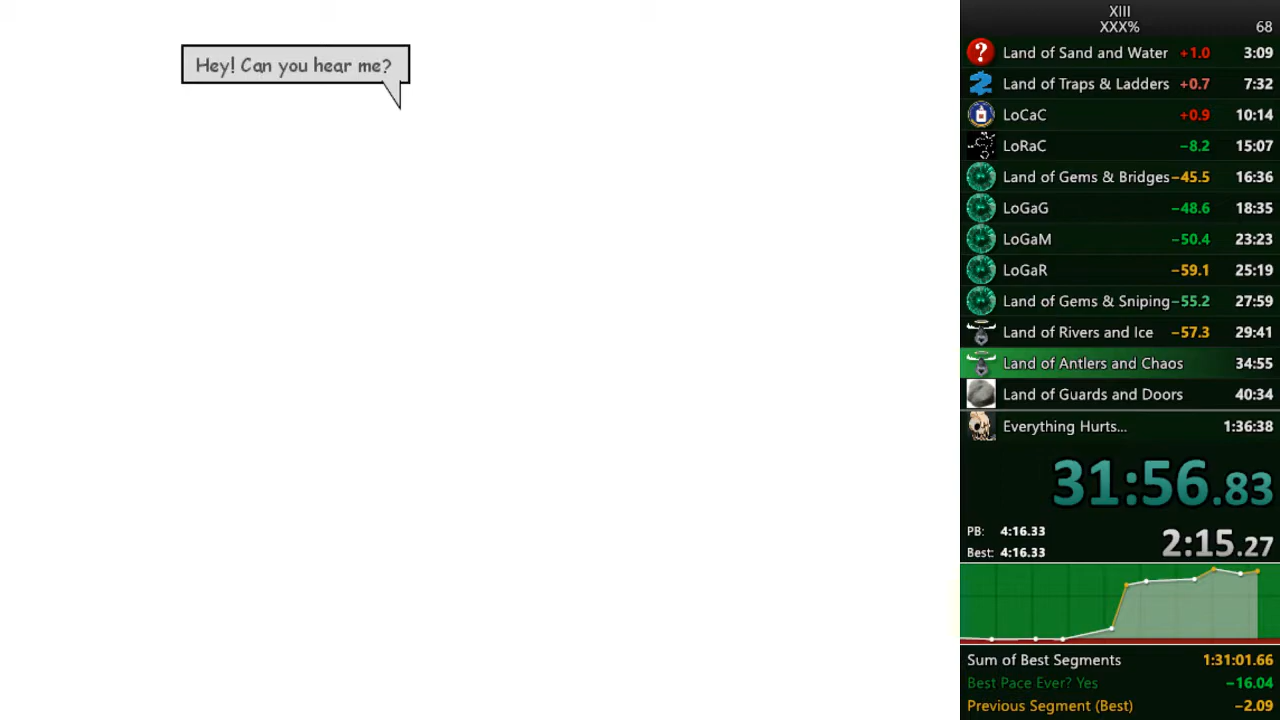 Hey! Can you hear me?
XIII
XXX% 68
? Land of Sand and Water +1.0 3:09
Land of Traps & Ladders +0.7 7:32
LoCaC +0.9 10:14
LoRaC −8.2 15:07
Land of Gems & Bridges −45.5 16:36
LoGaG −48.6 18:35
LoGaM −50.4 23:23
LoGaR −59.1 25:19
Land of Gems & Sniping −55.2 27:59
Land of Rivers and Ice −57.3 29:41
Land of Antlers and Chaos 34:55
Land of Guards and Doors 40:34
Everything Hurts... 1:36:38
31:56.83
PB: 4:16.33
Best: 4:16.33 2:15.27
Sum of Best Segments 1:31:01.66
Best Pace Ever? Yes −16.04
Previous Segment (Best) −2.09